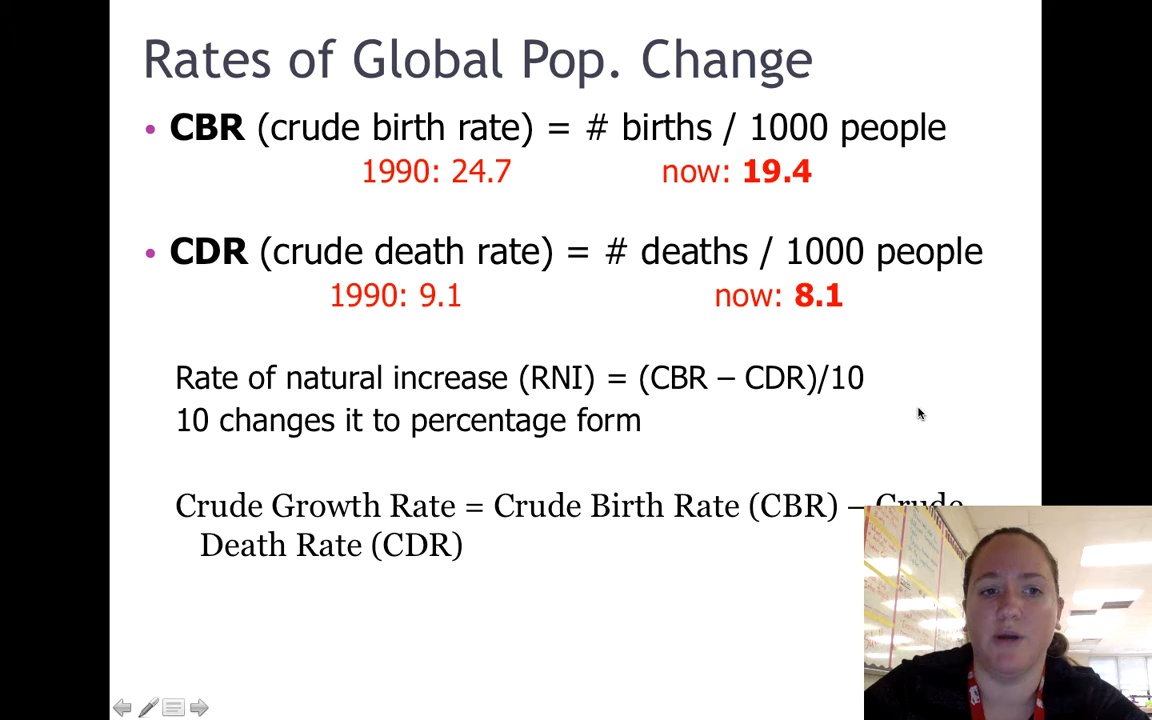 Rates of Global Pop. Change
• CBR (crude birth rate) = # births / 1000 people
1990: 24.7 now: 19.4
• CDR (crude death rate) = # deaths / 1000 people
1990: 9.1 now: 8.1
Rate of natural increase (RNI) = (CBR – CDR)/10
10 changes it to percentage form
Crude Growth Rate = Crude Birth Rate (CBR) – Crude
Death Rate (CDR)